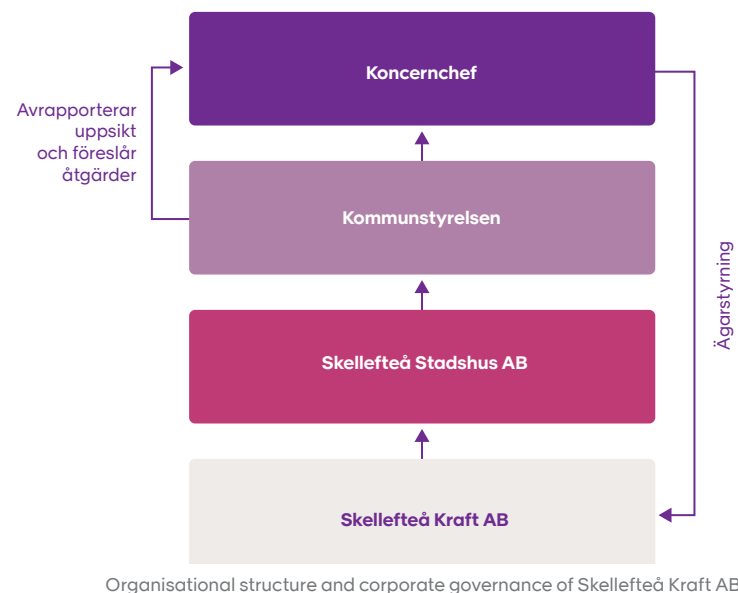 Koncernchef
Avrapporterar
uppsikt
och föreslår
åtgärder
Kommunstyrelsen
Ägarstyrning
Skellefteå Stadshus AB
Skellefteå Kraft AB
Organisational structure and corporate governance of Skellefteå Kraft AB